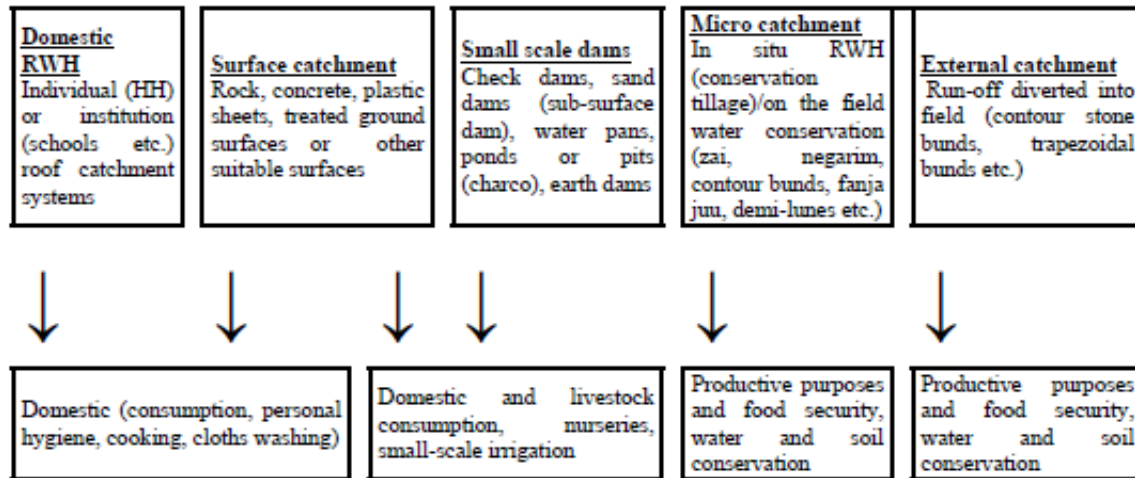 Domestic
RWH
Individual (HH)
or institution
(schools etc.)
roof catchment
systems
Surface catchment
Rock, concrete, plastic
sheets, treated ground
surfaces or other
suitable surfaces
Small scale dams
Check dams, sand
dams (sub-surface
dam), water pans,
ponds or pits
(charco), earth dams
Micro catchment
In situ RWH
(conservation
tillage)/on the field
water conservation
(zai, negarim,
contour bunds, fanja
juu, demi-lunes etc.)
External catchment
Run-off diverted into
field (contour stone
bunds, trapezoidal
bunds etc.)
Domestic (consumption, personal
hygiene, cooking, cloths washing)
Domestic and livestock
consumption, nurseries,
small-scale irrigation
Productive purposes
and food security,
water and soil
conservation
Productive purposes
and food security,
water and soil
conservation